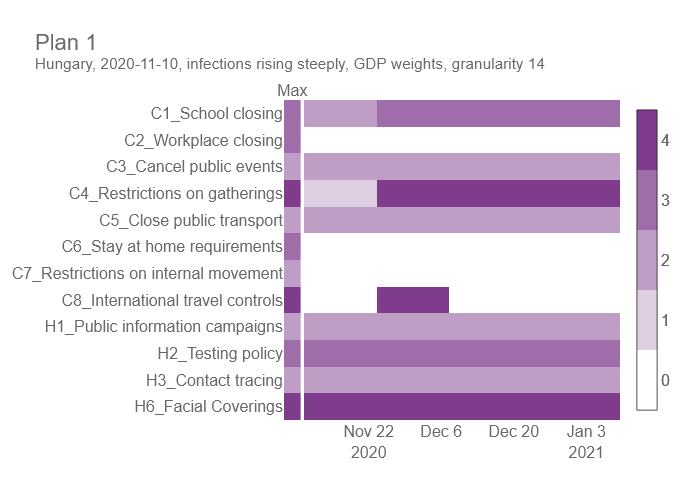 Plan 1
Hungary, 2020-11-10, infections rising steeply, GDP weights, granularity 14
Max
C1_School closing
C2_Workplace closing
C3_Cancel public events
C4_Restrictions on gatherings
C5_Close public transport
C6_Stay at home requirements
C7_Restrictions on internal movement
C8_International travel controls
H1_Public information campaigns
H2_Testing policy
H3_Contact tracing
H6_Facial Coverings
4
3
2
1
0
Nov 22 Dec 6 Dec 20 Jan 3
2020 2021